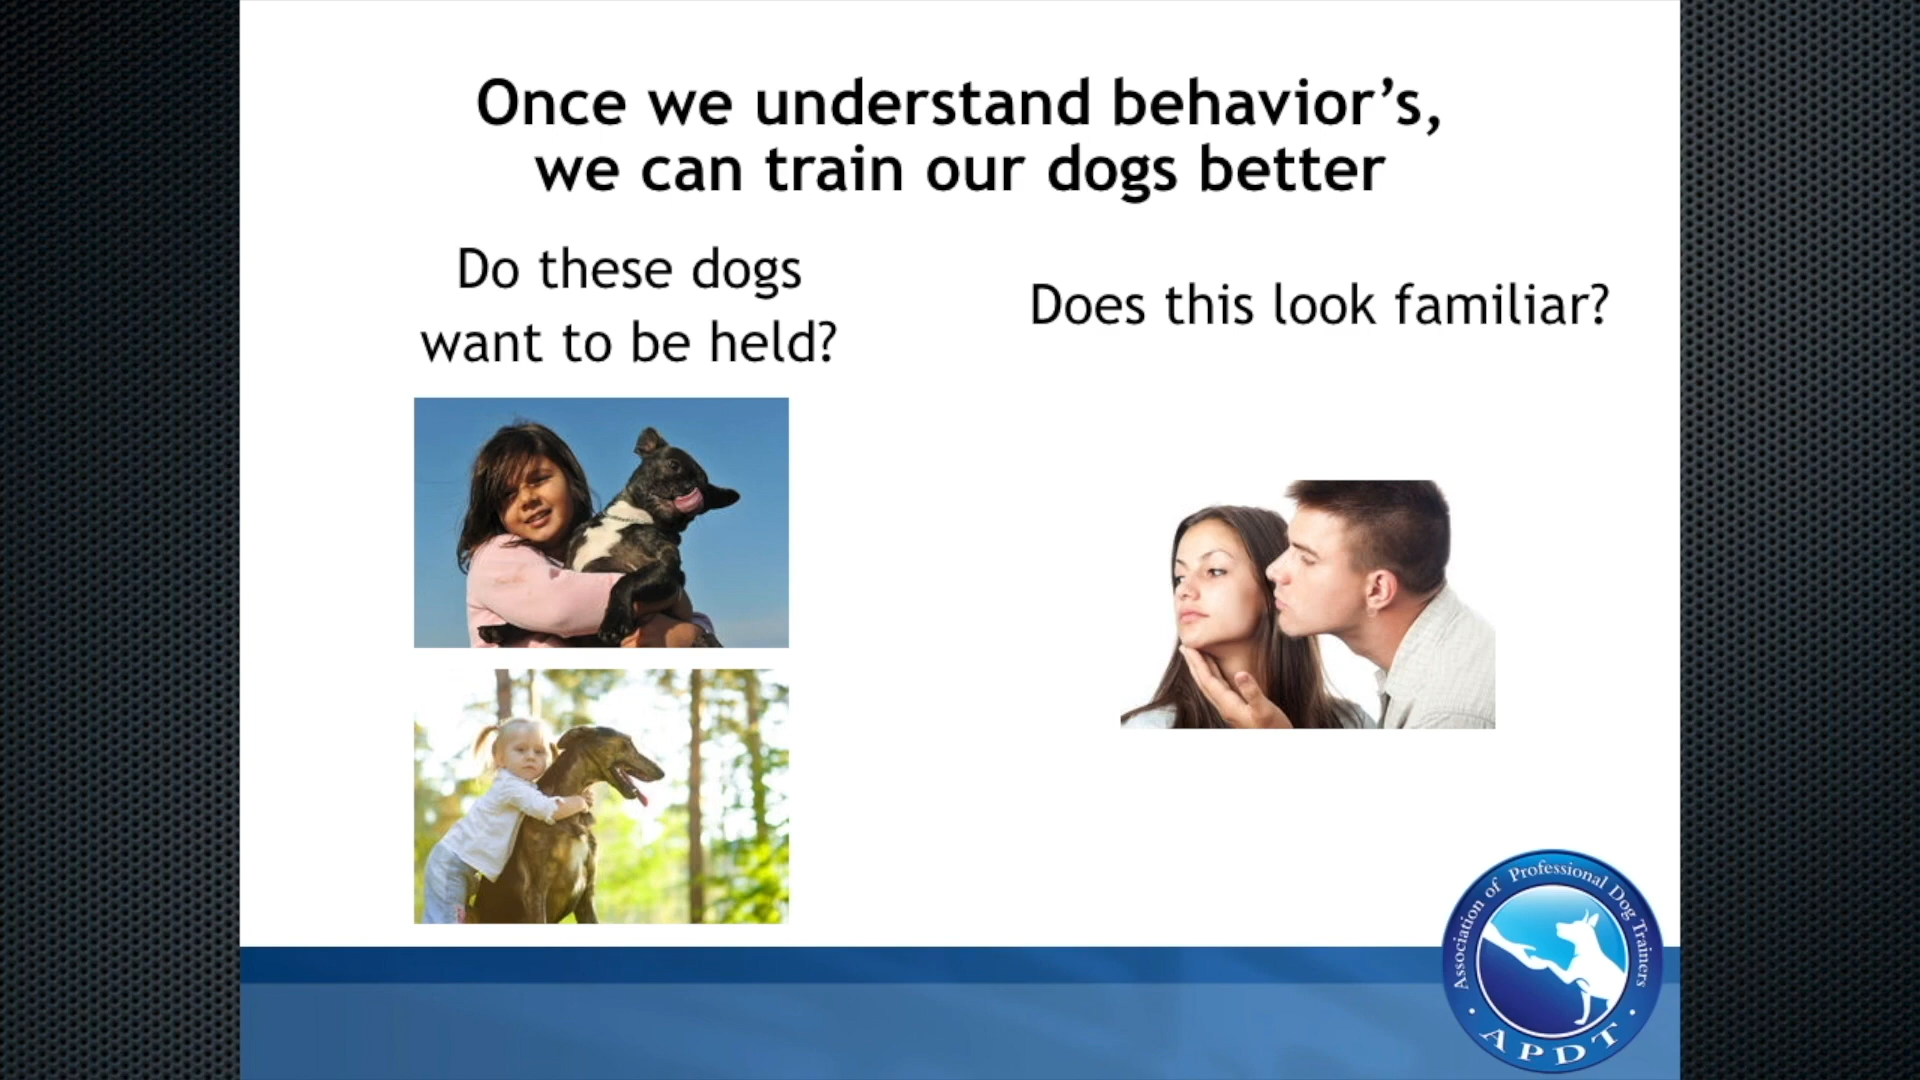 Once we understand behavior’s,
we can train our dogs better
Do these dogs
want to be held?
Does this look familiar?
Association of Professional Dog Trainers
APDT